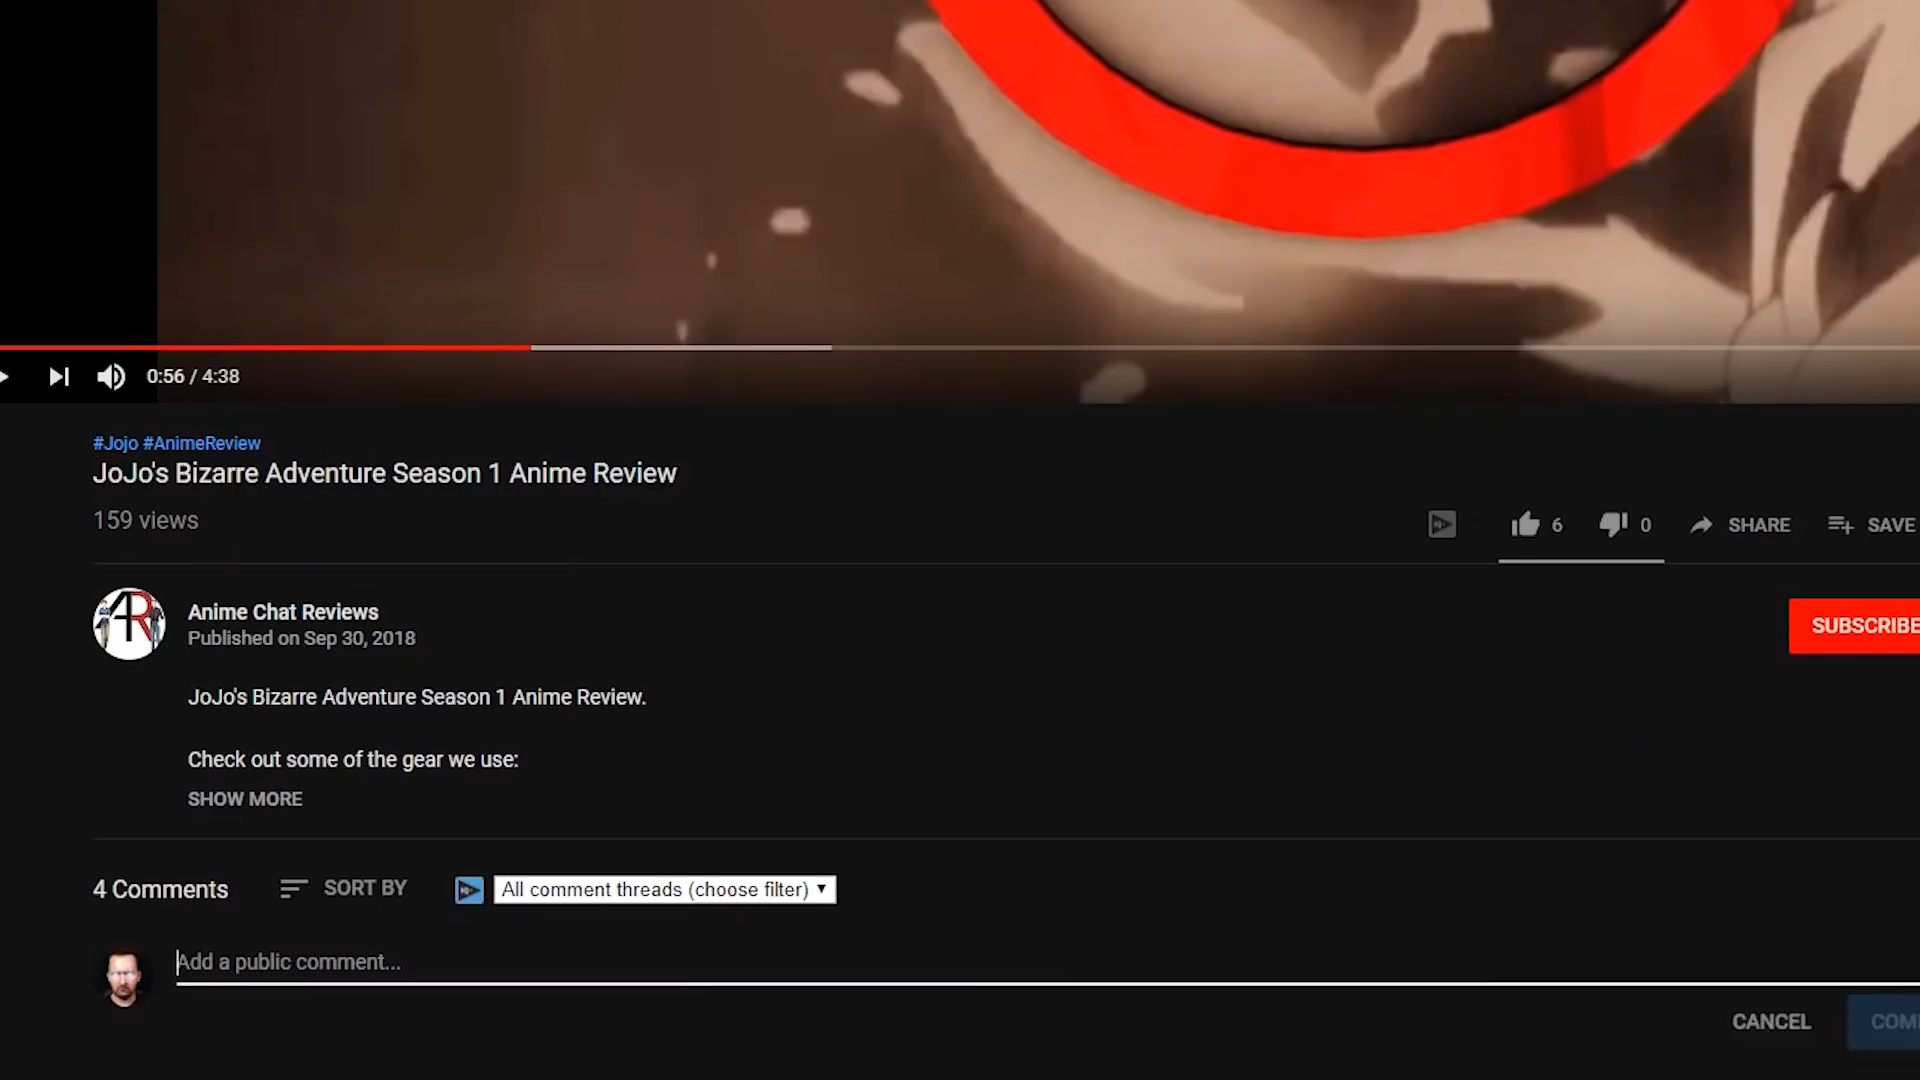 0:56 / 4:38
#Jojo #AnimeReview
JoJo's Bizarre Adventure Season 1 Anime Review
159 views
6
0
SHARE
SAVE
AR
Anime Chat Reviews
Published on Sep 30, 2018
SUBSCRIBE
JoJo's Bizarre Adventure Season 1 Anime Review.
Check out some of the gear we use:
SHOW MORE
4 Comments
SORT BY
All comment threads (choose filter)
Add a public comment...
CANCEL
COM